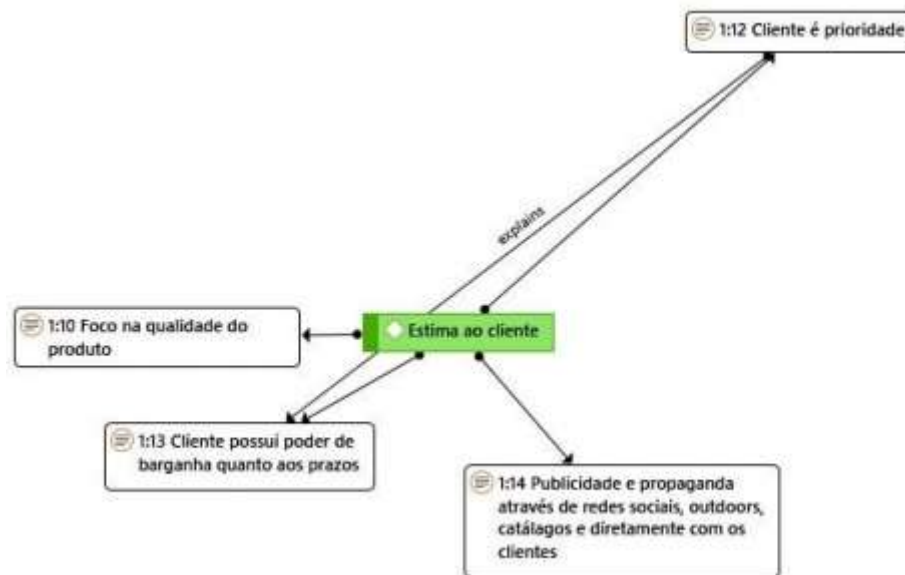 1:12 Cliente é prioridade
explains
1:10 Foco na qualidade do
produto
Estima ao cliente
1:13 Cliente possui poder de
barganha quanto aos prazos
1:14 Publicidade e propaganda
através de redes sociais, outdoors,
catálagos e diretamente com os
clientes